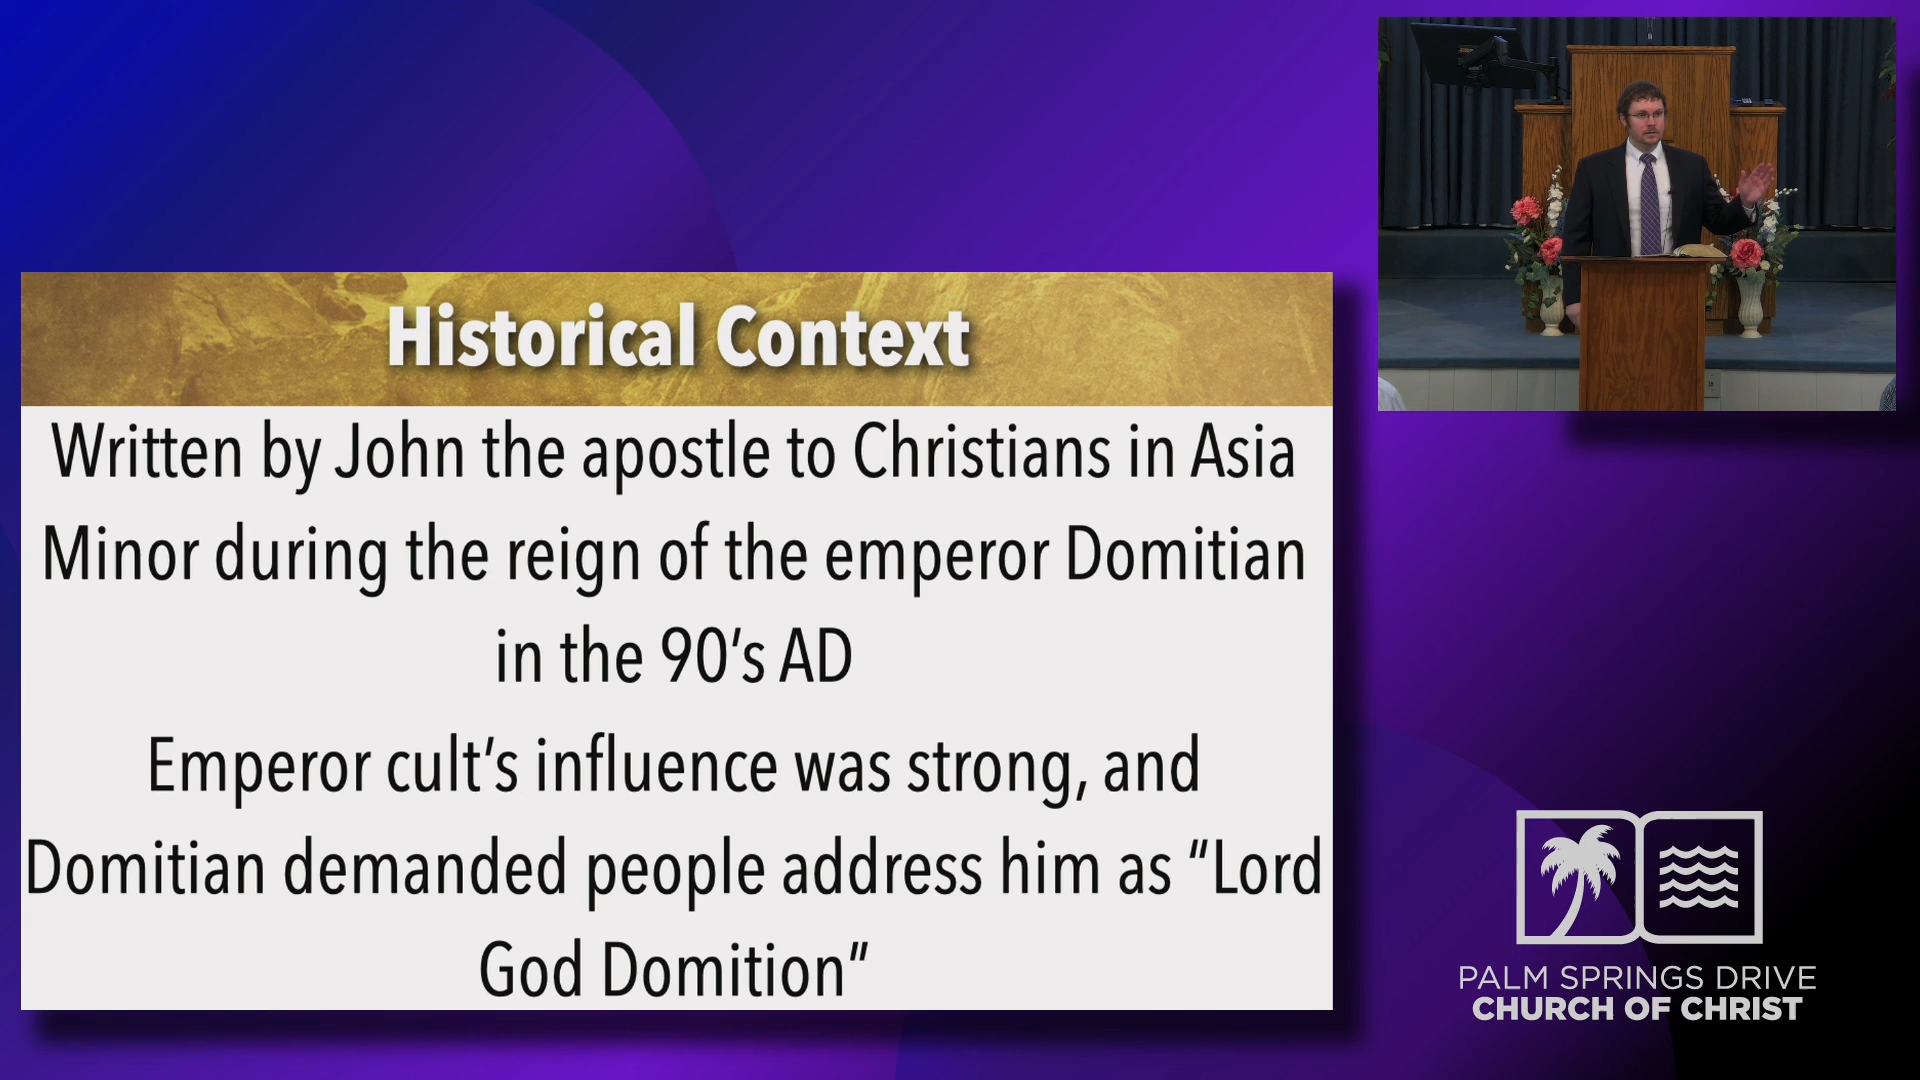 Historical Context
Written by John the apostle to Christians in Asia
Minor during the reign of the emperor Domitian
in the 90's AD
Emperor cult's influence was strong, and
Domitian demanded people address him as "Lord
God Domition"
PALM SPRINGS DRIVE
CHURCH OF CHRIST